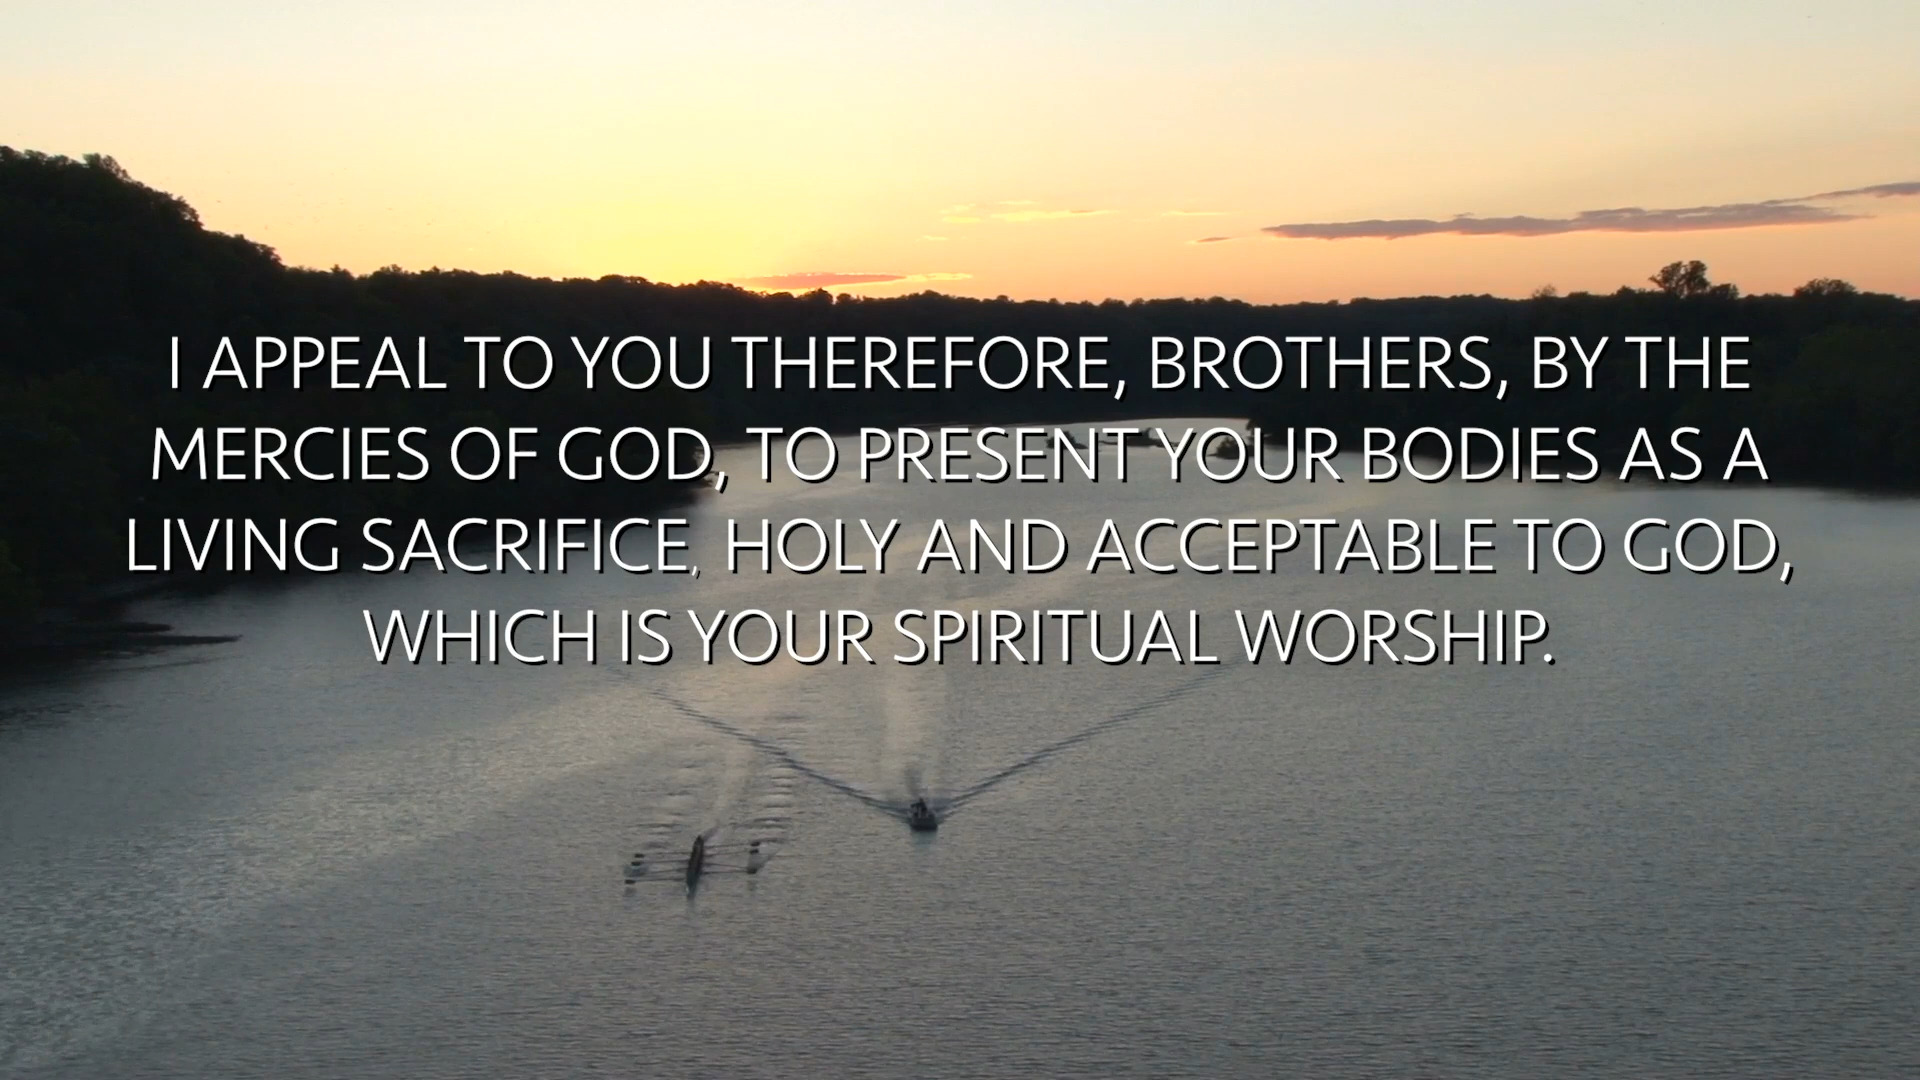 I APPEAL TO YOU THEREFORE, BROTHERS, BY THE
MERCIES OF GOD, TO PRESENT YOUR BODIES AS A
LIVING SACRIFICE, HOLY AND ACCEPTABLE TO GOD,
WHICH IS YOUR SPIRITUAL WORSHIP.